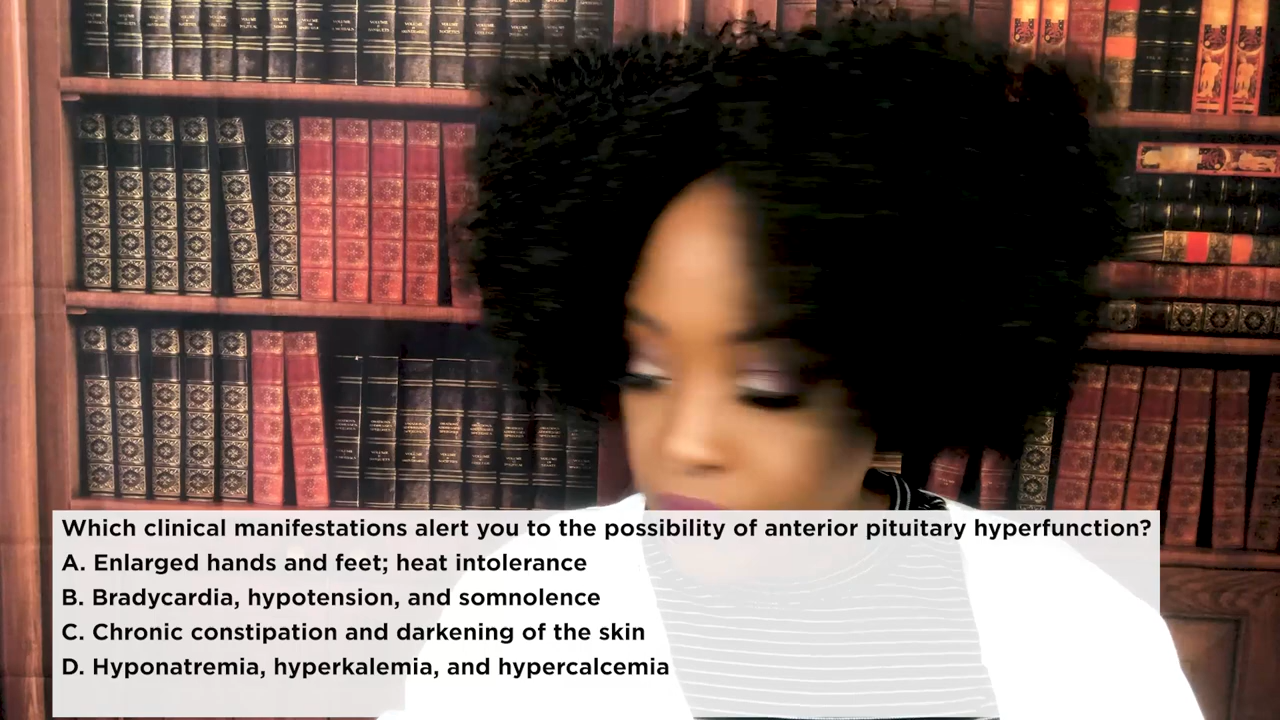 Which clinical manifestations alert you to the possibility of anterior pituitary hyperfunction?
A. Enlarged hands and feet; heat intolerance
B. Bradycardia, hypotension, and somnolence
C. Chronic constipation and darkening of the skin
D. Hyponatremia, hyperkalemia, and hypercalcemia